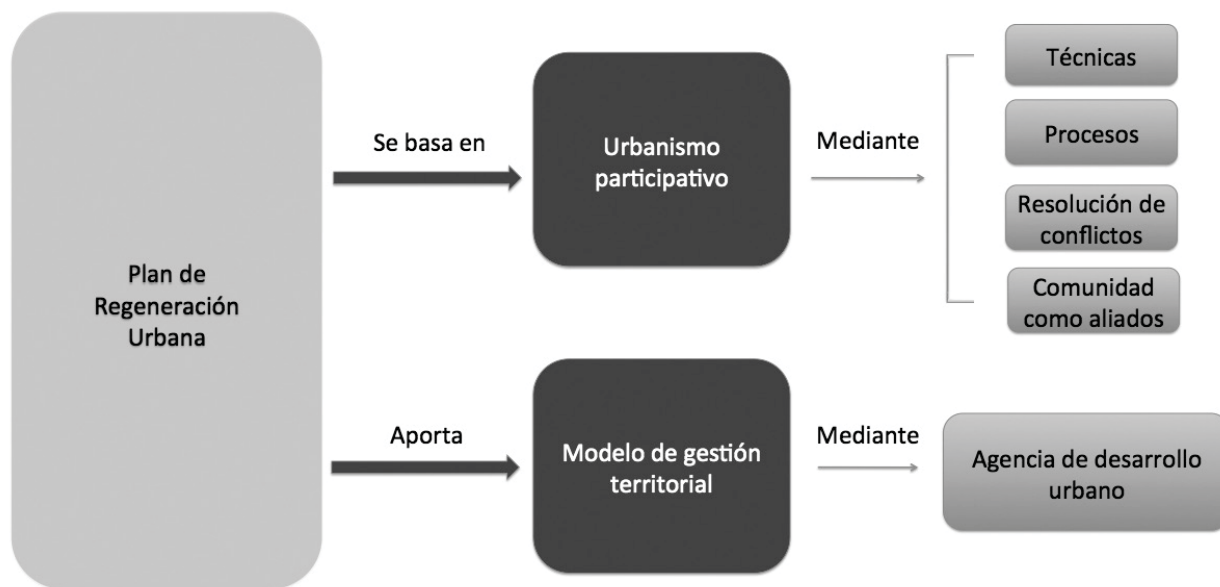 Plan de
Regeneración
Urbana
Se basa en
Urbanismo
participativo
Mediante
Técnicas
Procesos
Resolución de
conflictos
Comunidad
como aliados
Aporta
Modelo de gestión
territorial
Mediante
Agencia de desarrollo
urbano